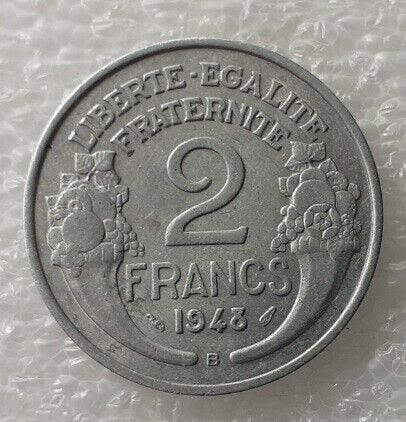 LIBERTE-EGALITE
FRATERNITE
2
FRANCS
1948
B